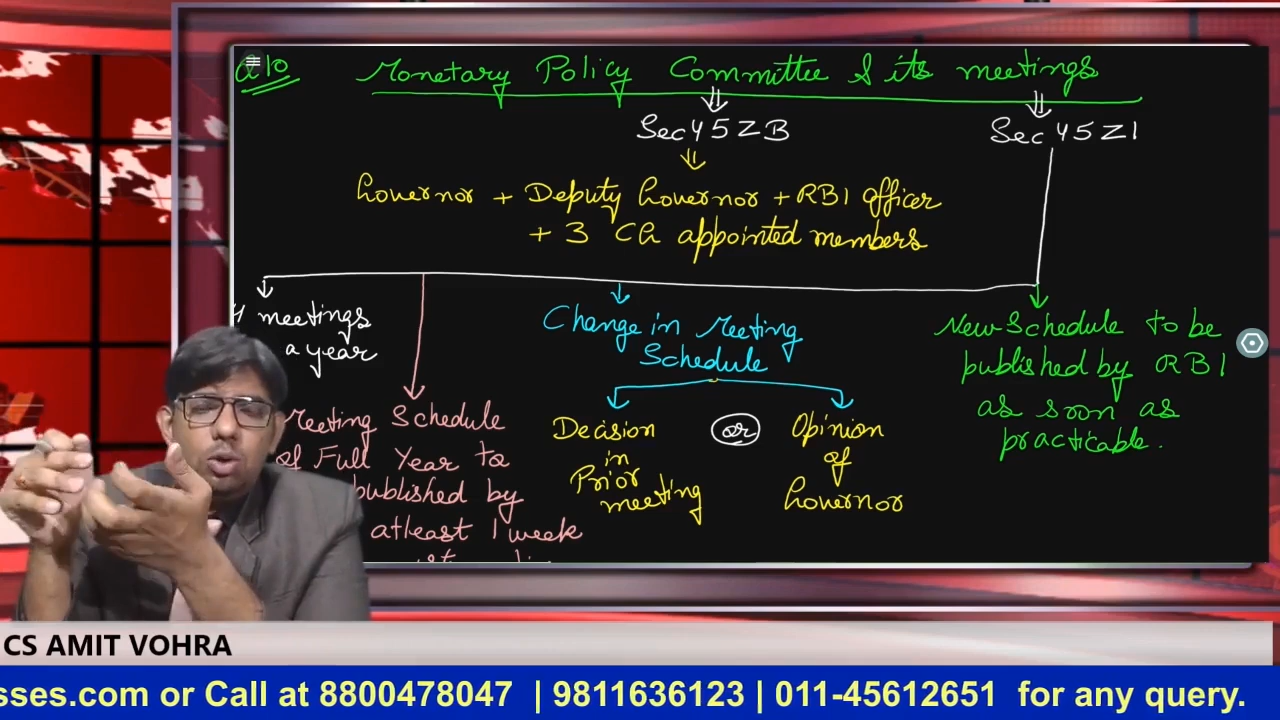 Q10 Monetary Policy Committee & its meetings
Sec 45ZB
Sec 45ZI
Governor + Deputy Governor + RBI officer
+ 3 CG appointed members
4 meetings
a year
Meeting Schedule
of Full Year to
published by
atleast 1 week
Change in Meeting
Schedule
Decision
in
Prior
meeting
or
Opinion
of
Governor
New Schedule to be
published by RBI
as soon as
practicable.
CS AMIT VOHRA
sses.com or Call at 8800478047 | 9811636123 | 011-45612651 for any query.